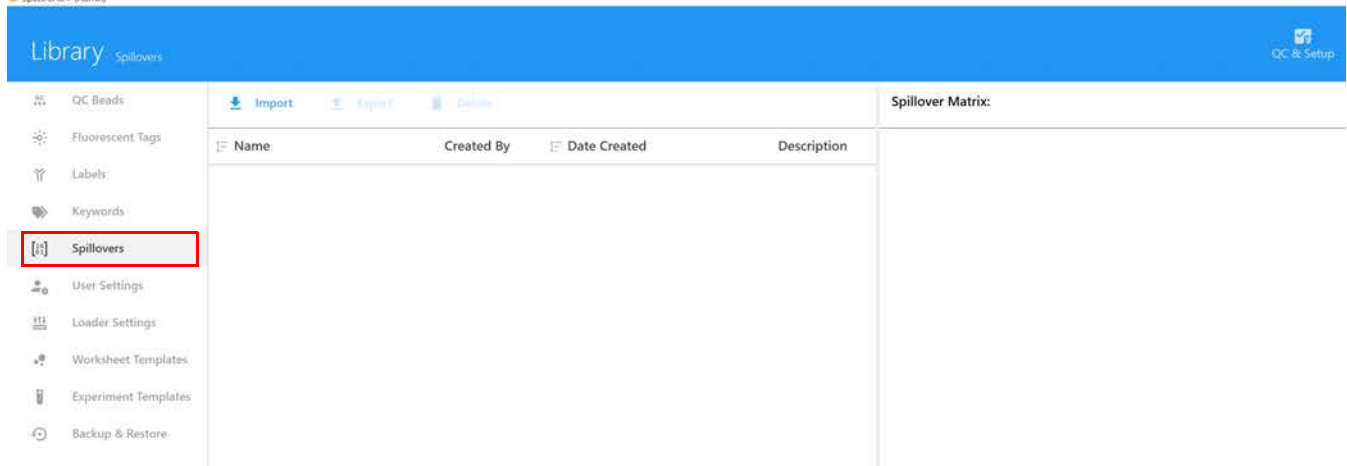 Library Spillovers
QC & Setup
QC Beads
Fluorescent Tags
Labels
Keywords
Spillovers
User Settings
Loader Settings
Worksheet Templates
Experiment Templates
Backup & Restore
Import Export Delete
Name Created By Date Created Description
Spillover Matrix: